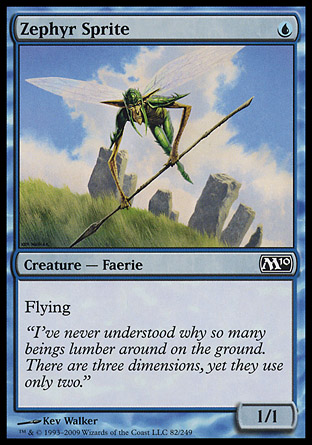 Zephyr Sprite
Creature — Faerie
M10
Flying
“I’ve never understood why so many
beings lumber around on the ground.
There are three dimensions, yet they use
only two.”
Kev Walker
™ & © 1993–2009 Wizards of the Coast LLC 82/249
1/1